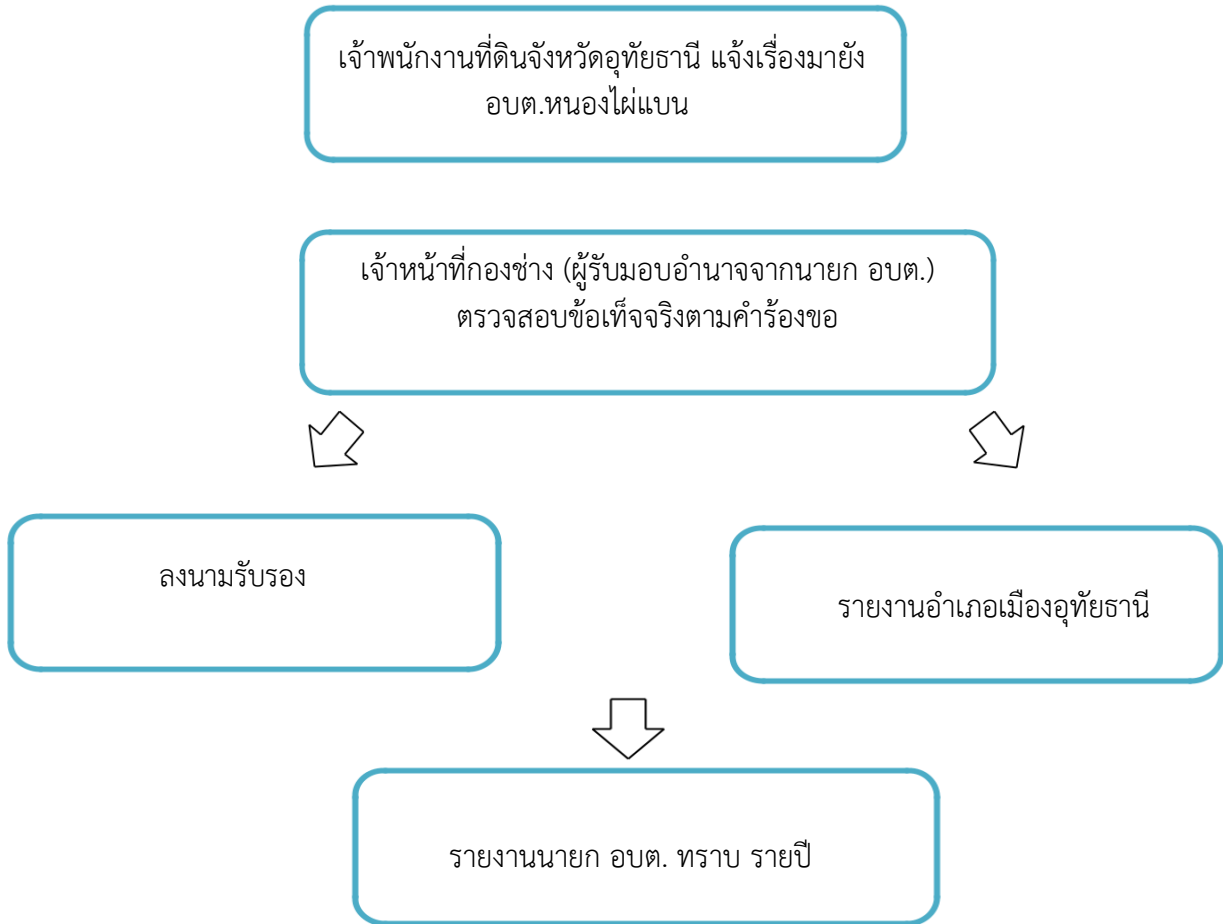 เจ้าพนักงานที่ดินจังหวัดอุทัยธานี แจ้งเรื่องมายัง
อบต.หนองไผ่แบน
เจ้าหน้าที่กองช่าง (ผู้รับมอบอำนาจจากนายก อบต.)
ตรวจสอบข้อเท็จจริงตามคำร้องขอ
ลงนามรับรอง
รายงานอำเภอเมืองอุทัยธานี
รายงานนายก อบต. ทราบ รายปี